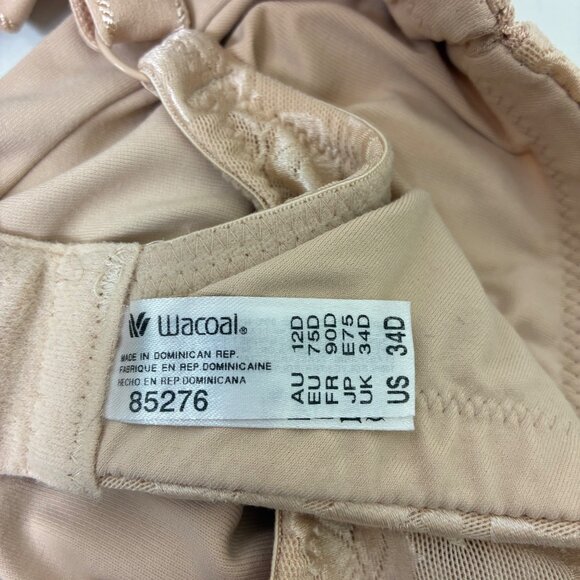 Wacoal®
MADE IN DOMINICAN REP.
FABRIQUE EN REP.DOMINICAINE
HECHO EN REP.DOMINICANA
85276
AU 12D
EU 75D
FR 90D
JP E75
UK 34D
US 34D